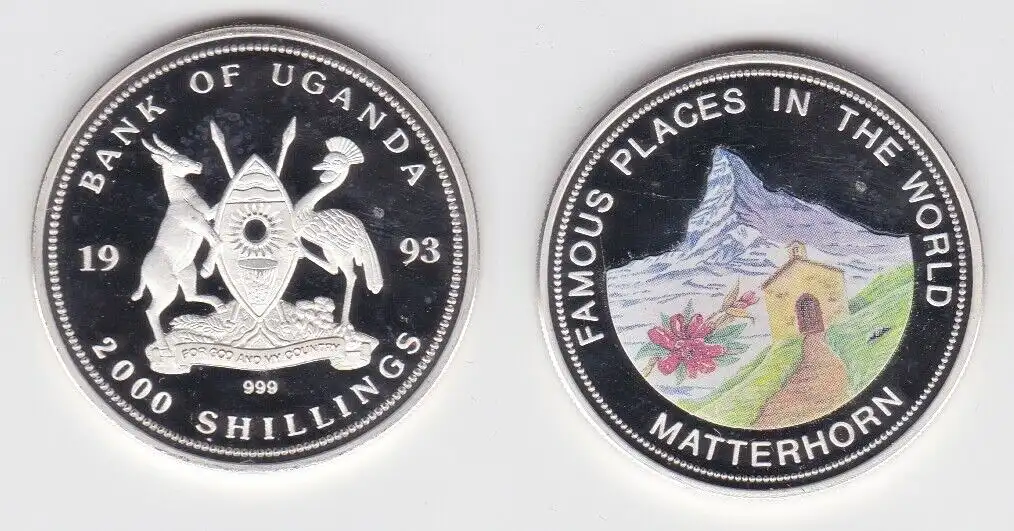 BANK OF UGANDA
19 93
FOR GOD AND MY COUNTRY
999
2000 SHILLINGS
FAMOUS PLACES IN THE WORLD
MATTERHORN